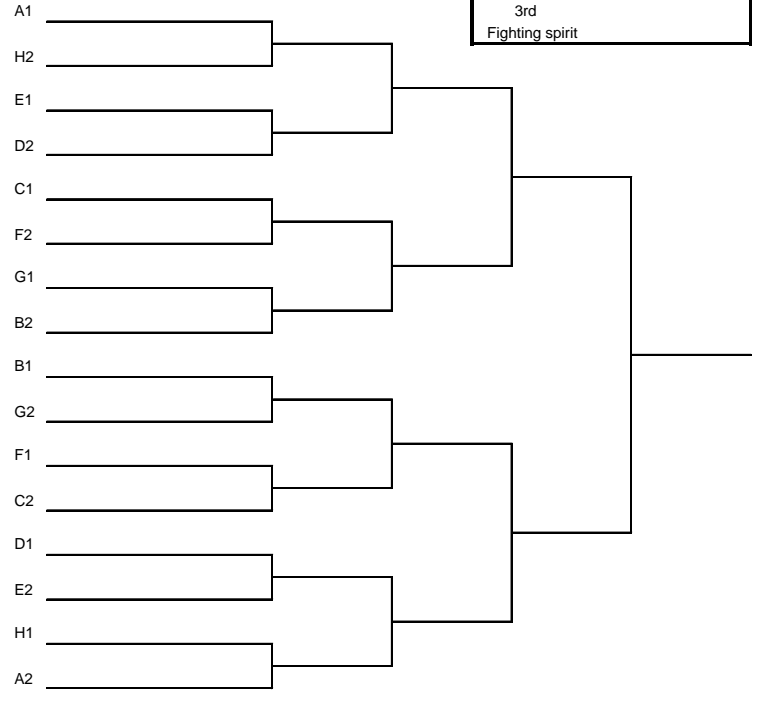 3rd
Fighting spirit
A1
H2
E1
D2
C1
F2
G1
B2
B1
G2
F1
C2
D1
E2
H1
A2